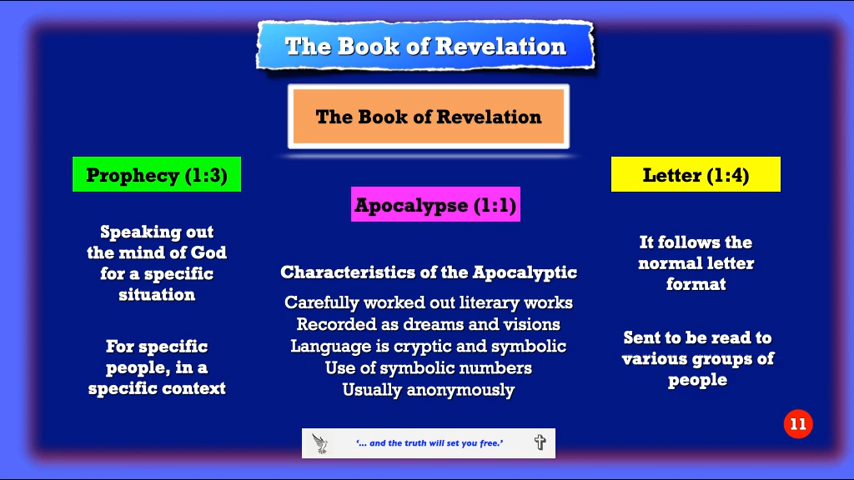 The Book of Revelation
The Book of Revelation
Prophecy (1:3)
Speaking out
the mind of God
for a specific
situation
For specific
people, in a
specific context
Apocalypse (1:1)
Characteristics of the Apocalyptic
Carefully worked out literary works
Recorded as dreams and visions
Language is cryptic and symbolic
Use of symbolic numbers
Usually anonymously
Letter (1:4)
It follows the
normal letter
format
Sent to be read to
various groups of
people
11
'... and the truth will set you free.'